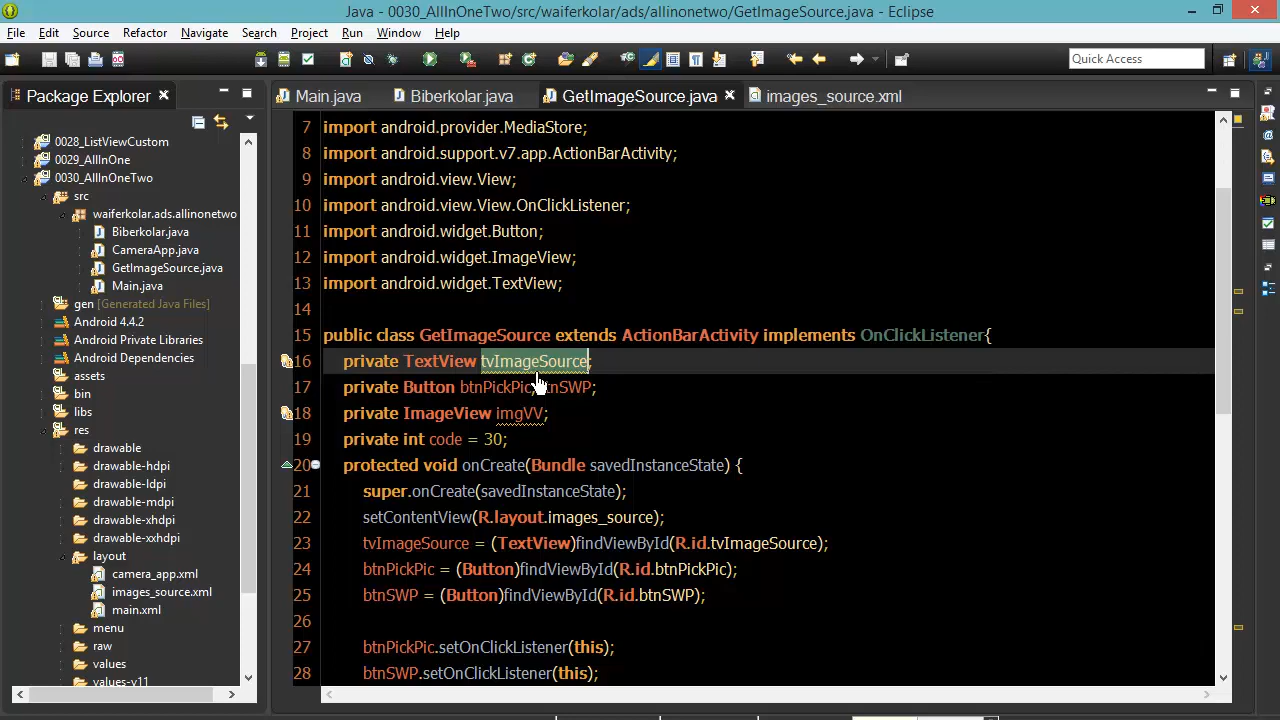 Java - 0030_AllInOneTwo/src/waiferkolar/ads/allinonetwo/GetImageSource.java - Eclipse
File Edit Source Refactor Navigate Search Project Run Window Help
Quick Access
Package Explorer
Main.java Biberkolar.java GetImageSource.java images_source.xml
0028_ListViewCustom
0029_AllInOne
0030_AllInOneTwo
src
waiferkolar.ads.allinonetwo
Biberkolar.java
CameraApp.java
GetImageSource.java
Main.java
gen [Generated Java Files]
Android 4.4.2
Android Private Libraries
Android Dependencies
assets
bin
libs
res
drawable
drawable-hdpi
drawable-ldpi
drawable-mdpi
drawable-xhdpi
drawable-xxhdpi
layout
camera_app.xml
images_source.xml
main.xml
menu
raw
values
values-v11
7 import android.provider.MediaStore;
8 import android.support.v7.app.ActionBarActivity;
9 import android.view.View;
10 import android.view.View.OnClickListener;
11 import android.widget.Button;
12 import android.widget.ImageView;
13 import android.widget.TextView;
14
15 public class GetImageSource extends ActionBarActivity implements OnClickListener{
16 private TextView tvImageSource;
17 private Button btnPickPic,btnSWP;
18 private ImageView imgVV;
19 private int code = 30;
20 protected void onCreate(Bundle savedInstanceState) {
21 super.onCreate(savedInstanceState);
22 setContentView(R.layout.images_source);
23 tvImageSource = (TextView)findViewById(R.id.tvImageSource);
24 btnPickPic = (Button)findViewById(R.id.btnPickPic);
25 btnSWP = (Button)findViewById(R.id.btnSWP);
26
27 btnPickPic.setOnClickListener(this);
28 btnSWP.setOnClickListener(this);